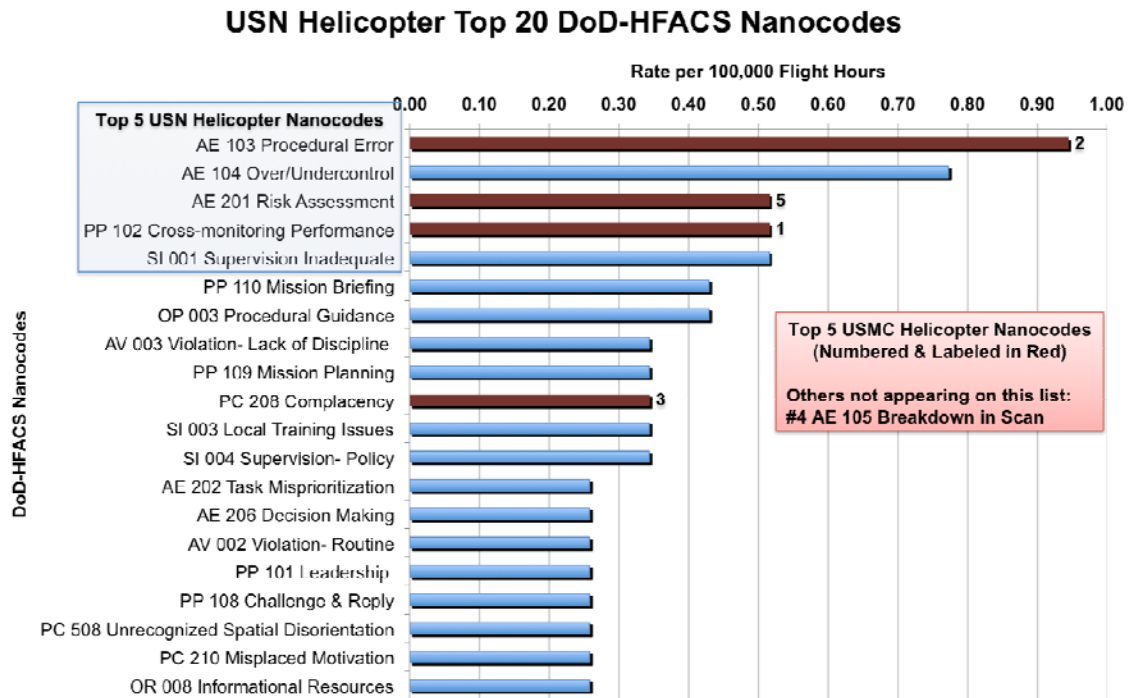 USN Helicopter Top 20 DoD-HFACS Nanocodes
Rate per 100,000 Flight Hours
0.00 0.10 0.20 0.30 0.40 0.50 0.60 0.70 0.80 0.90 1.00
Top 5 USN Helicopter Nanocodes
AE 103 Procedural Error 2
AE 104 Over/Undercontrol
AE 201 Risk Assessment 5
PP 102 Cross-monitoring Performance 1
SI 001 Supervision Inadequate
PP 110 Mission Briefing
OP 003 Procedural Guidance
AV 003 Violation- Lack of Discipline
PP 109 Mission Planning
PC 208 Complacency 3
SI 003 Local Training Issues
SI 004 Supervision- Policy
AE 202 Task Misprioritization
AE 206 Decision Making
AV 002 Violation- Routine
PP 101 Leadership
PP 108 Challenge & Reply
PC 508 Unrecognized Spatial Disorientation
PC 210 Misplaced Motivation
OR 008 Informational Resources
DoD-HFACS Nanocodes
Top 5 USMC Helicopter Nanocodes
(Numbered & Labeled in Red)
Others not appearing on this list:
#4 AE 105 Breakdown in Scan